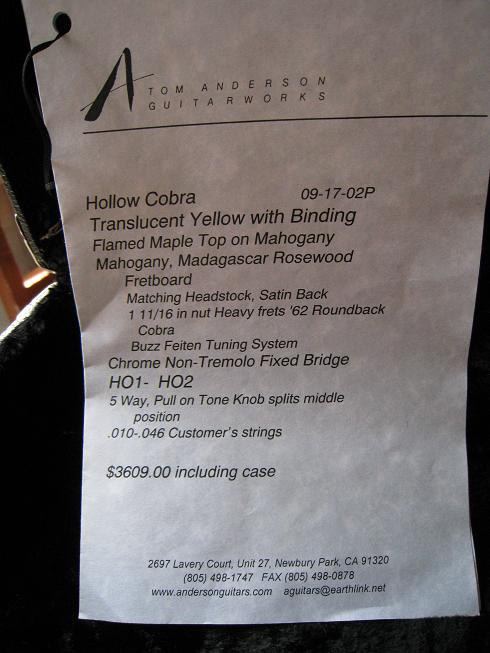 TOM ANDERSON
GUITARWORKS
Hollow Cobra 09-17-02P
Translucent Yellow with Binding
Flamed Maple Top on Mahogany
Mahogany, Madagascar Rosewood
Fretboard
Matching Headstock, Satin Back
1 11/16 in nut Heavy frets '62 Roundback
Cobra
Buzz Feiten Tuning System
Chrome Non-Tremolo Fixed Bridge
HO1- HO2
5 Way, Pull on Tone Knob splits middle
position
.010-.046 Customer's strings
$3609.00 including case
2697 Lavery Court, Unit 27, Newbury Park, CA 91320
(805) 498-1747 FAX (805) 498-0878
www.andersonguitars.com aguitars@earthlink.net